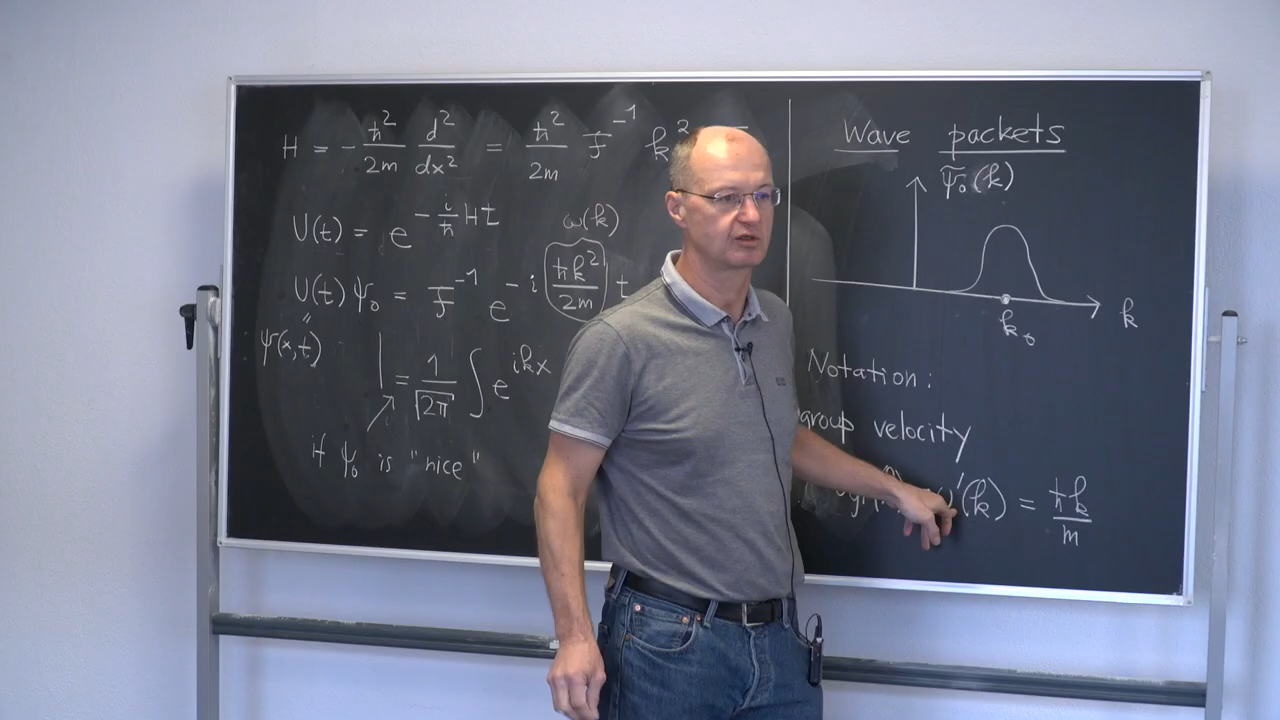 H = - ħ²/2m d²/dx² = ħ²/2m F⁻¹ k²
U(t) = e^{-i/ħ Ht}
ω(k)
U(t) ψ₀ = F⁻¹ e^{-i ħk²/2m t}
"
ψ(x,t)
= 1/√2π ∫ e^{ikx}
if ψ₀ is "nice"
Wave packets
ψ̃₀(k)
k
k₀
Notation:
group velocity
ω'(k) = ħk/m